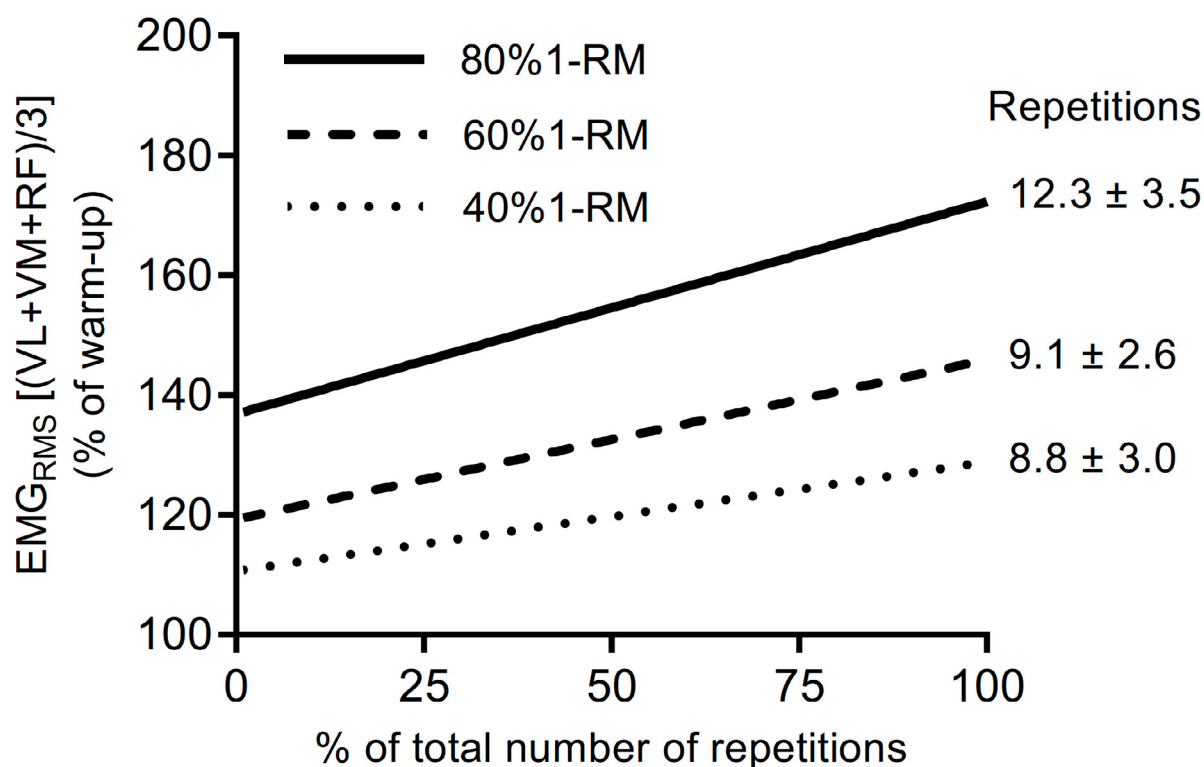 200
180
160
140
120
100
EMG_RMS [(VL+VM+RF)/3]
(% of warm-up)
80%1-RM
60%1-RM
40%1-RM
Repetitions
12.3 ± 3.5
9.1 ± 2.6
8.8 ± 3.0
0 25 50 75 100
% of total number of repetitions